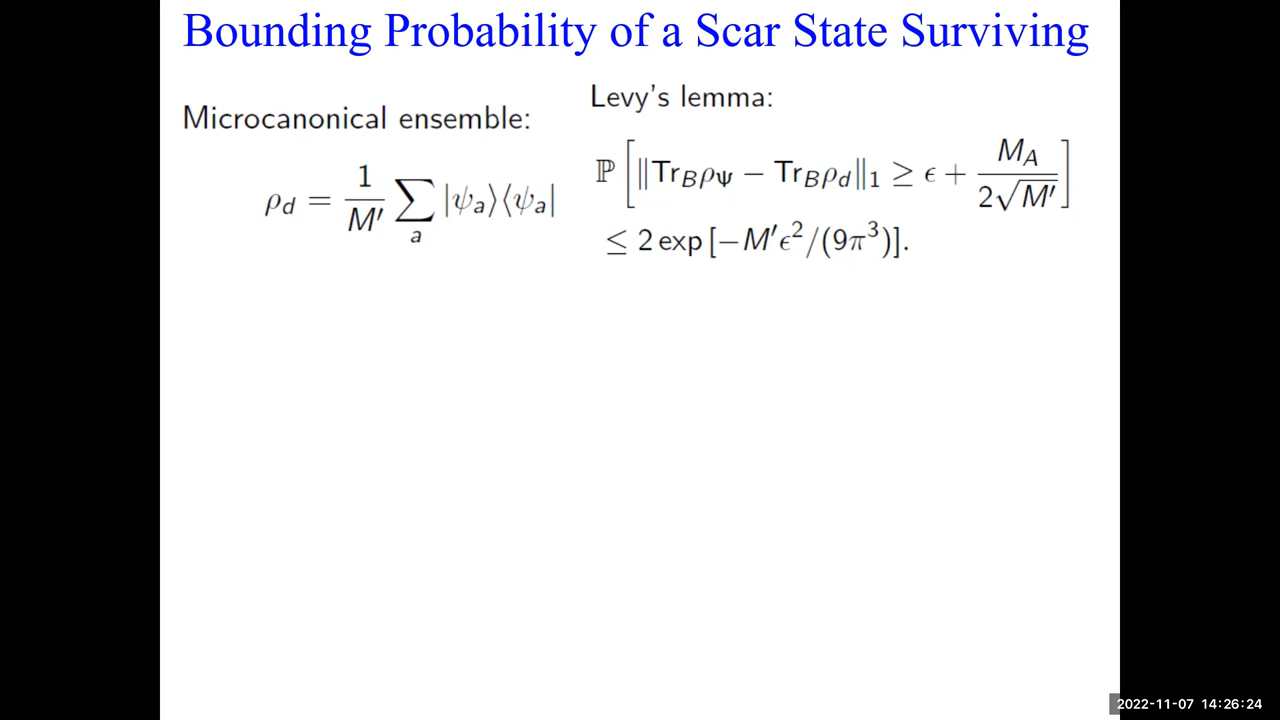 Bounding Probability of a Scar State Surviving
Microcanonical ensemble:
ρ_d = 1/M′ ∑_a |ψ_a⟩⟨ψ_a|
Levy's lemma:
ℙ[‖Tr_B ρ_Ψ − Tr_B ρ_d‖_1 ≥ ϵ + M_A/(2√M′)]
≤ 2 exp [−M′ϵ²/(9π³)].
2022-11-07 14:26:24